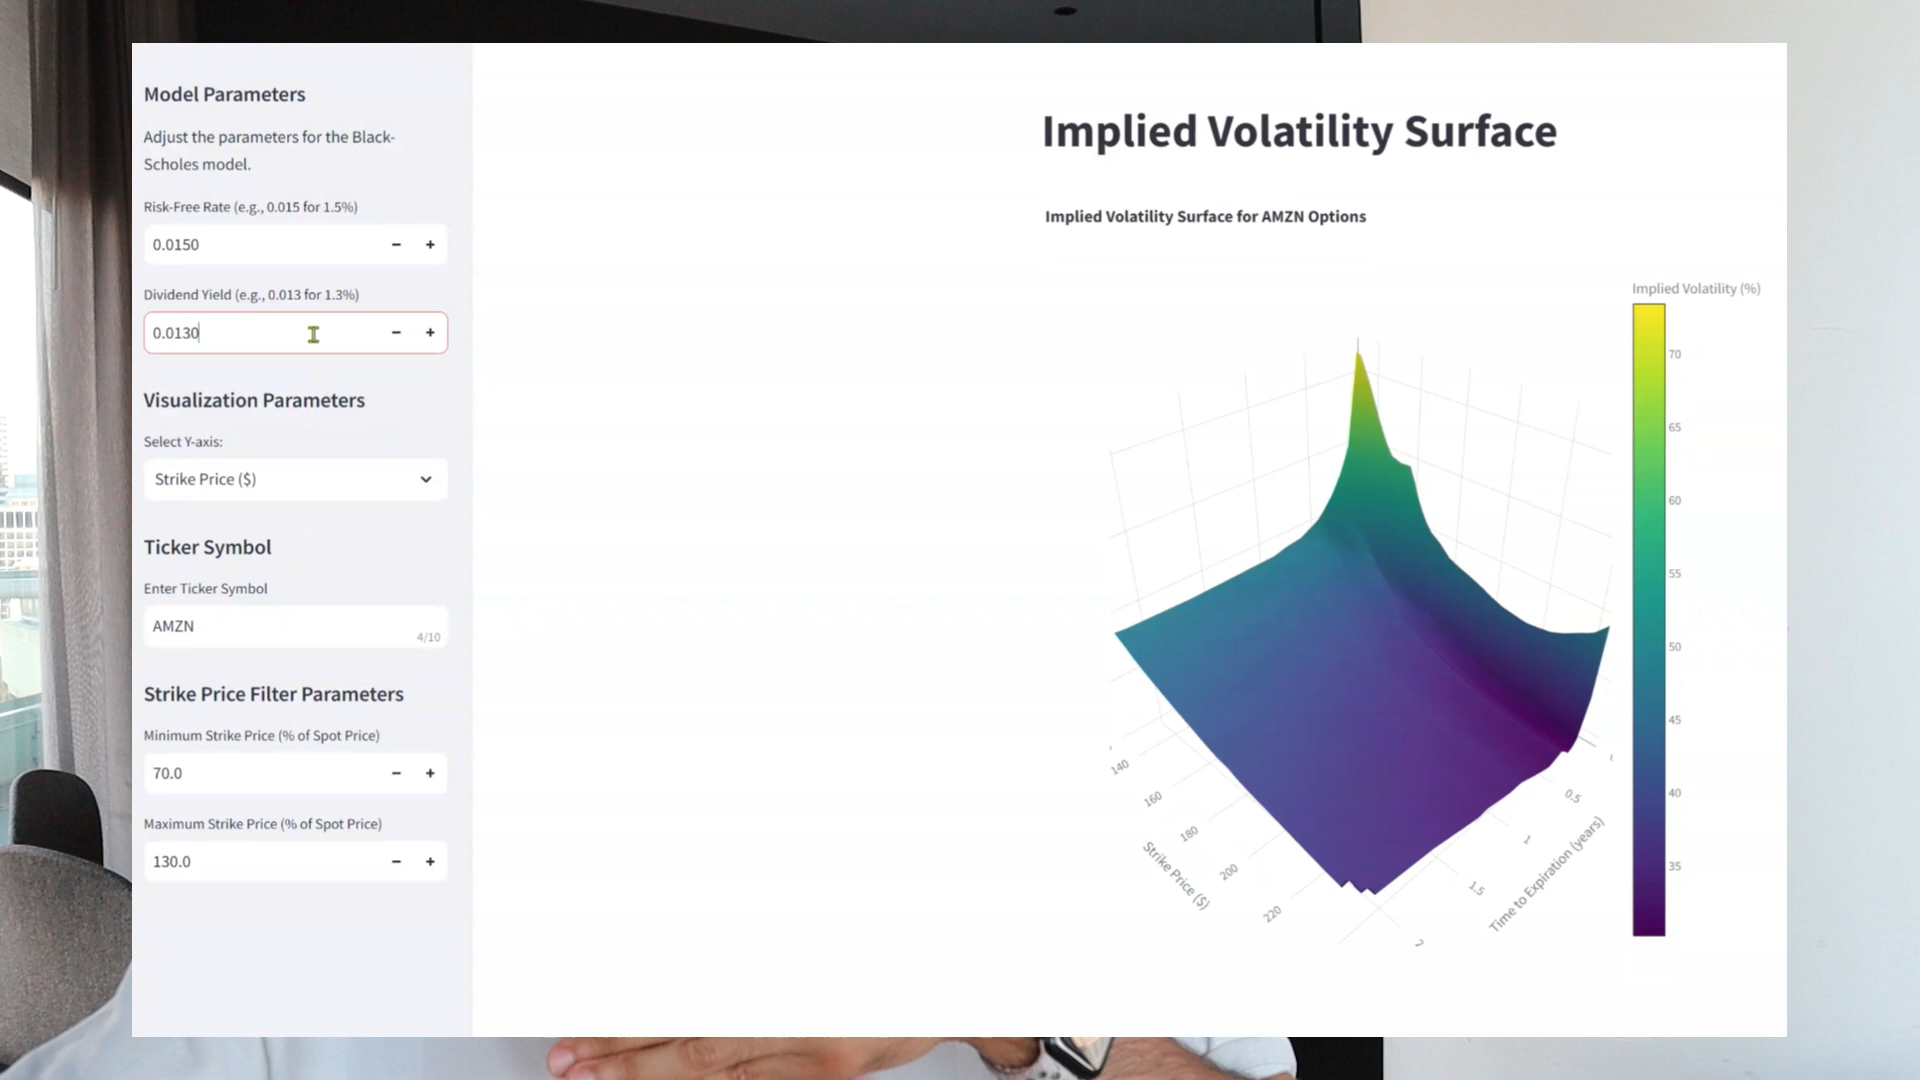 Model Parameters
Adjust the parameters for the Black-
Scholes model.
Risk-Free Rate (e.g., 0.015 for 1.5%)
0.0150
− +
Dividend Yield (e.g., 0.013 for 1.3%)
0.0130
− +
Visualization Parameters
Select Y-axis:
Strike Price ($)
Ticker Symbol
Enter Ticker Symbol
AMZN
4/10
Strike Price Filter Parameters
Minimum Strike Price (% of Spot Price)
70.0
− +
Maximum Strike Price (% of Spot Price)
130.0
− +
Implied Volatility Surface
Implied Volatility Surface for AMZN Options
Implied Volatility (%)
70
65
60
55
50
45
40
35
140
160
180
200
220
Strike Price ($)
0.5
1
1.5
2
Time to Expiration (years)